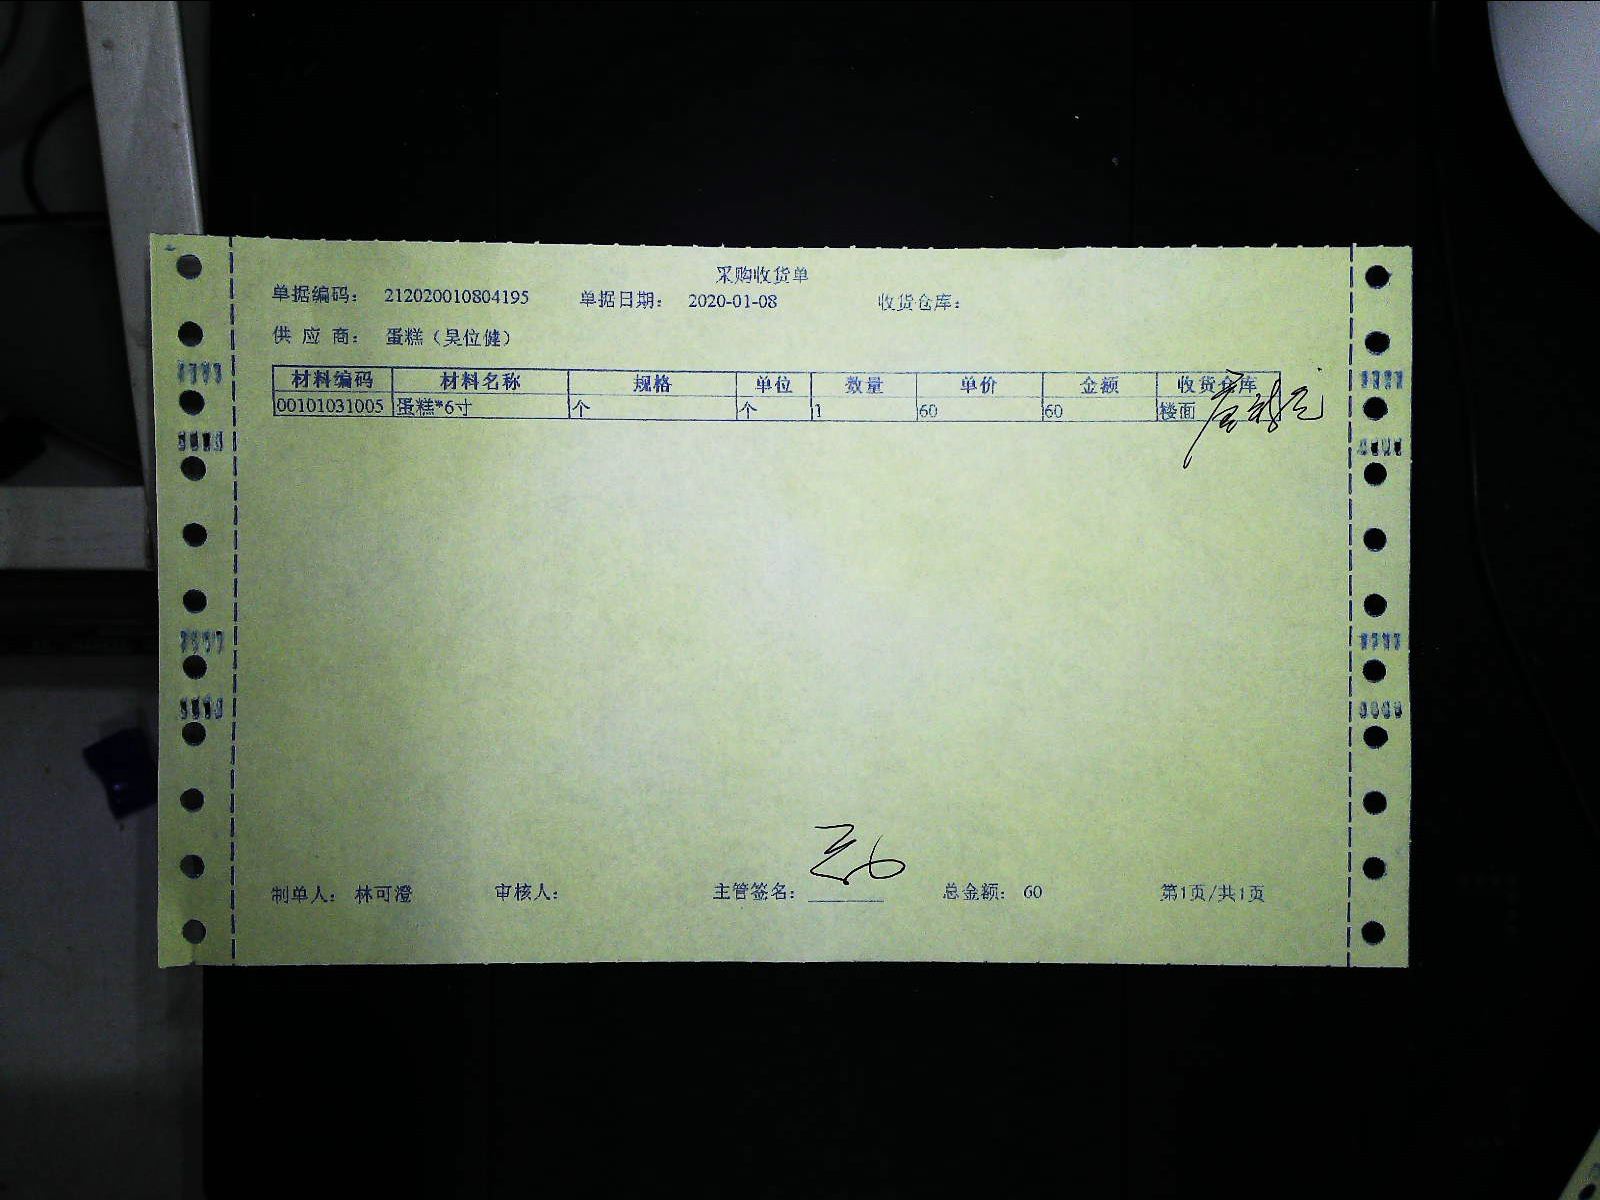 采购收货单
单据编码： 212020010804195 单据日期： 2020-01-08 收货仓库：
供 应 商： 蛋糕（吴位健）
材料编码 材料名称 规格 单位 数量 单价 金额 收货仓库
00101031005 蛋糕*6寸 个 个 1 60 60 楼面
制单人： 林可澄 审核人： 主管签名： 总金额： 60 第1页/共1页